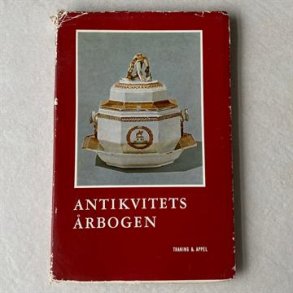 ANTIKVITETS
ÅRBOGEN
THANING & APPEL